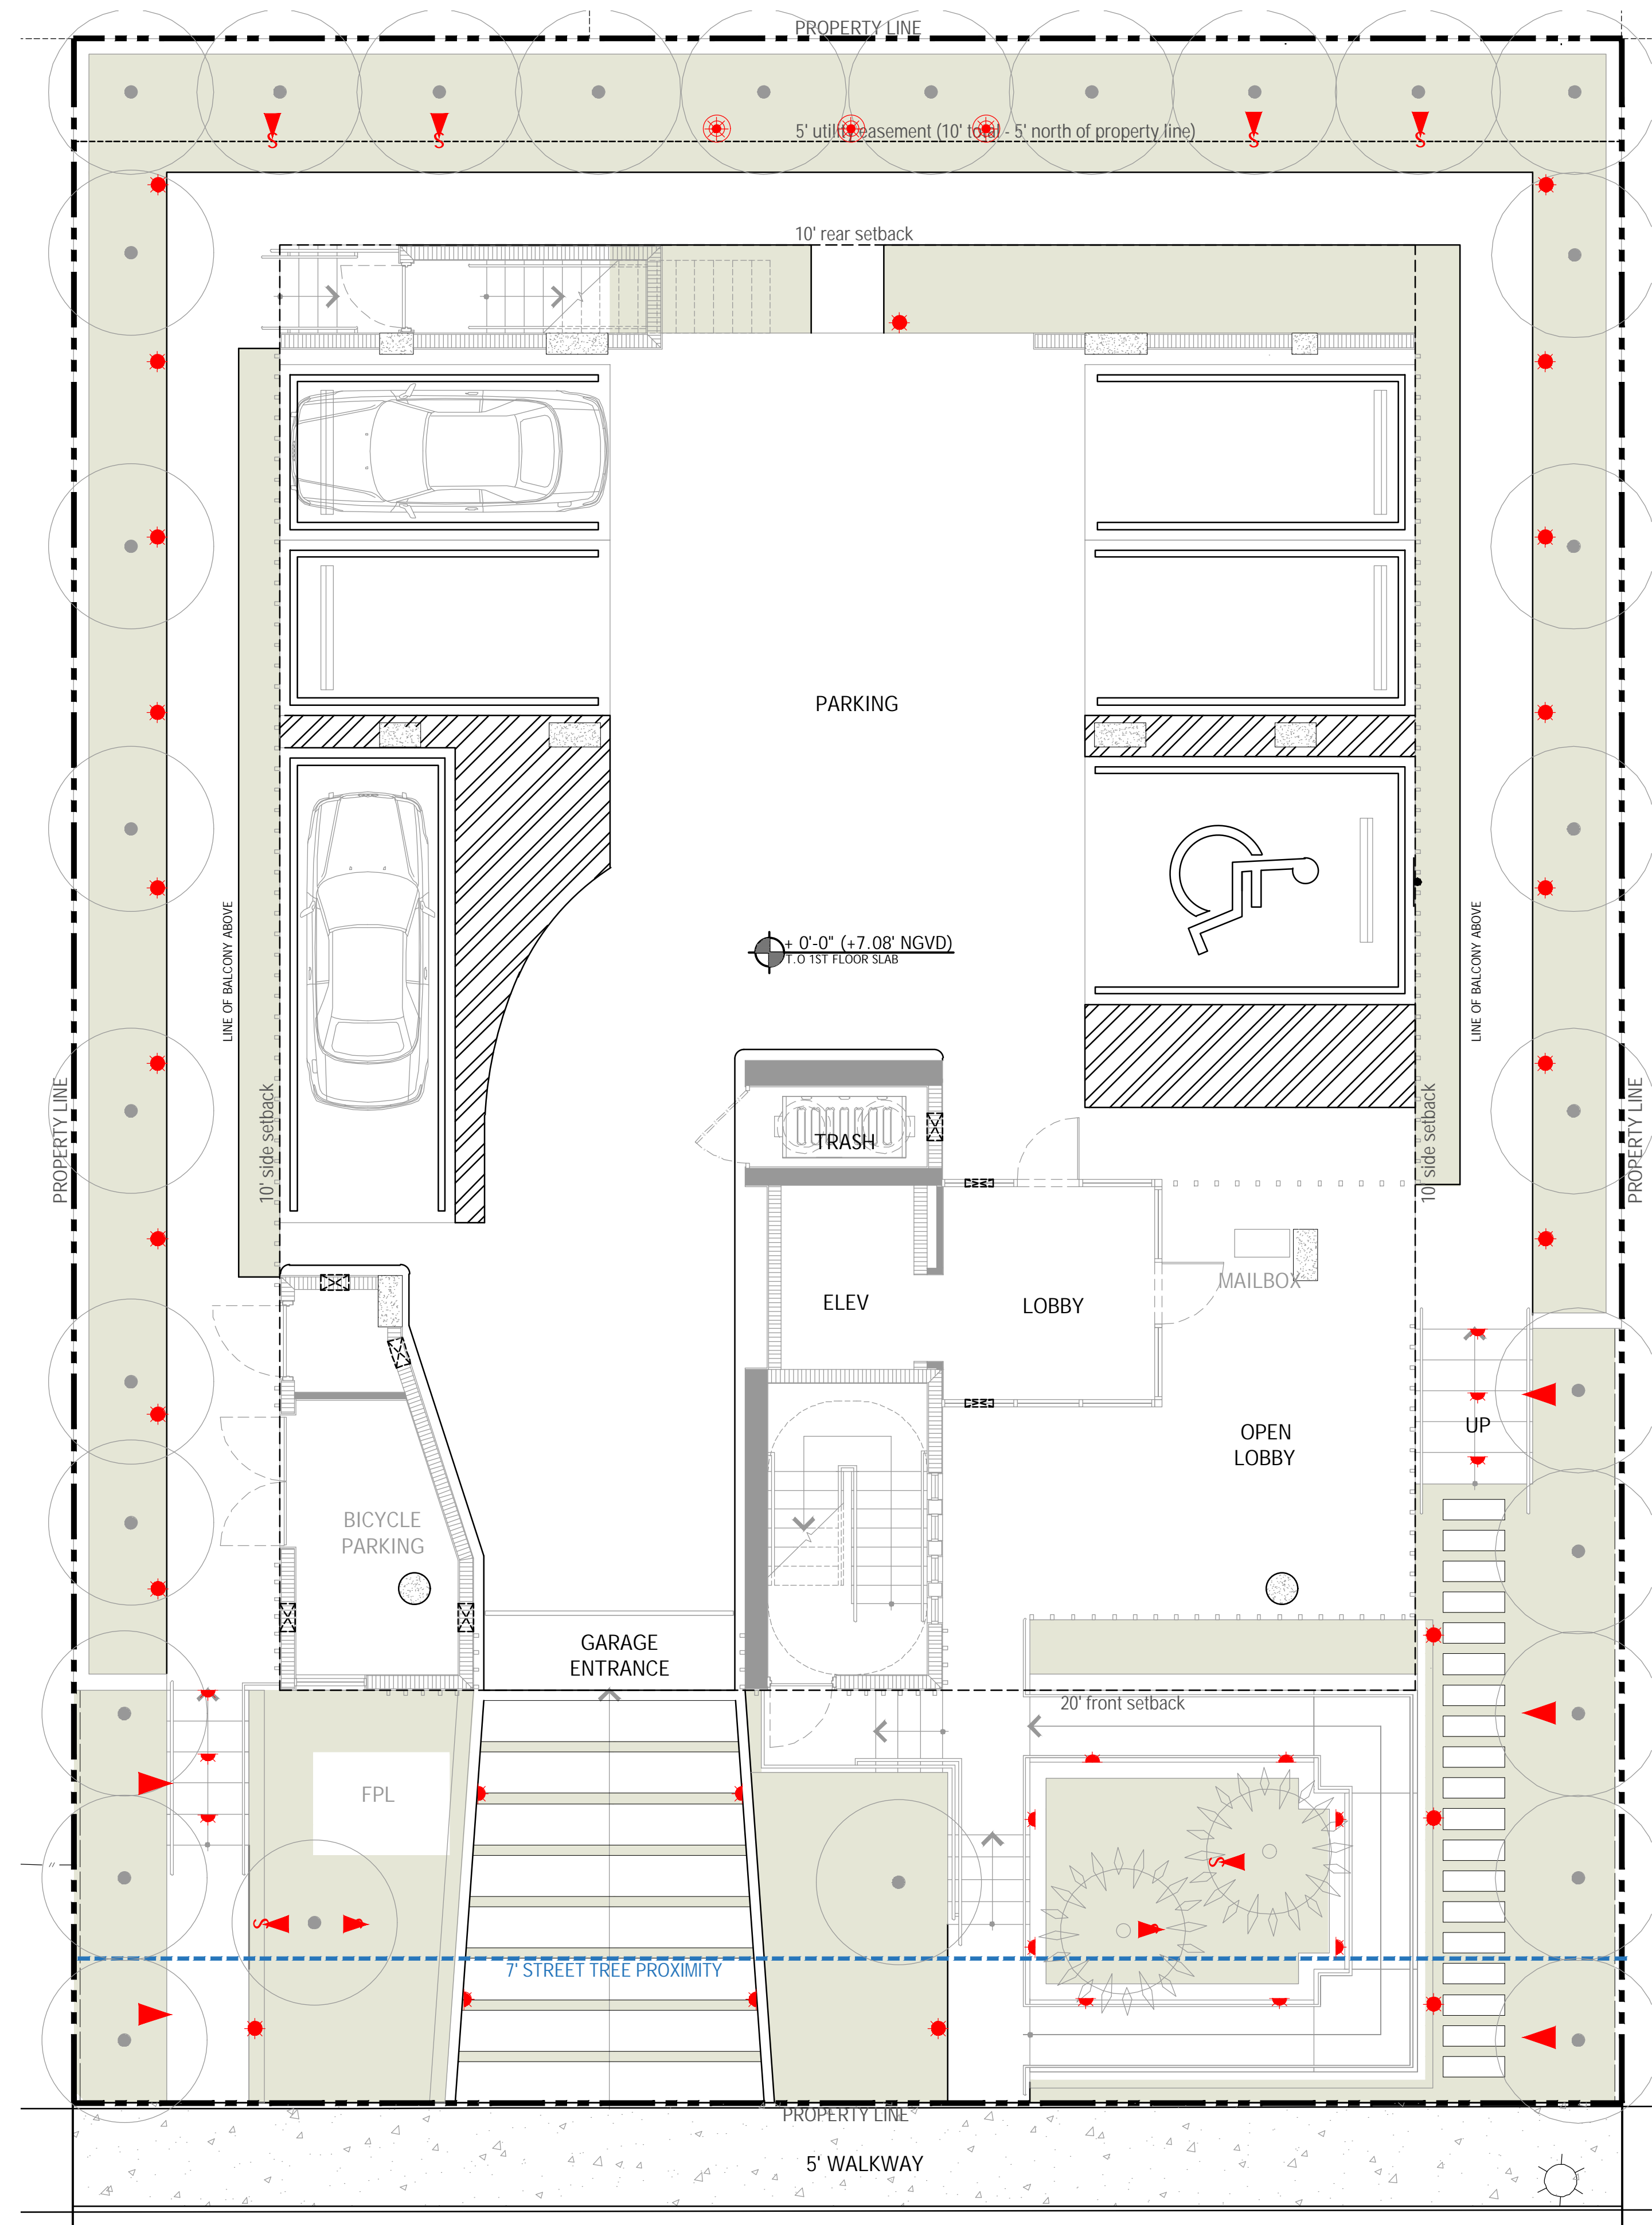 PROPERTY LINE
S
S
5' utility easement (10' total - 5' north of property line)
S
S
10' rear setback
PARKING
LINE OF BALCONY ABOVE
LINE OF BALCONY ABOVE
+ 0'-0" (+7.08' NGVD)
T.O 1ST FLOOR SLAB
PROPERTY LINE
10' side setback
TRASH
10' side setback
PROPERTY LINE
MAILBOX
ELEV
LOBBY
UP
OPEN
LOBBY
BICYCLE
PARKING
GARAGE
ENTRANCE
20' front setback
FPL
S
S
S
S
7' STREET TREE PROXIMITY
PROPERTY LINE
5' WALKWAY